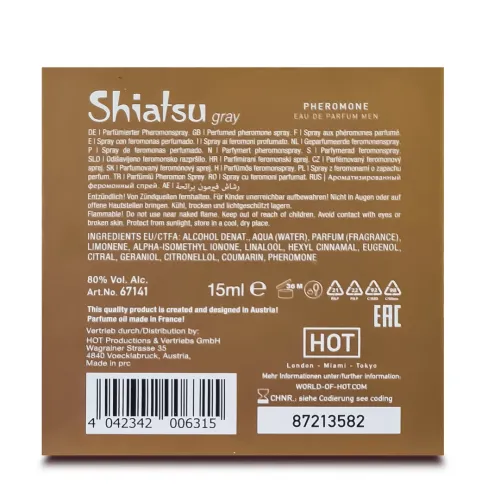 Shiatsu gray
PHEROMONE
EAU DE PARFUM MEN
DE | Parfümierter Pheromonspray. GB | Perfumed pheromone spray. F | Spray aux phéromones parfumé.
E | Spray con feromonas perfumado. I | Spray ai feromoni profumato. NL | Geparfumeerde feromonenspray
P | Spray de feromonas perfumado. N | Parfymert pheromonspray. S | Parfymerad feromonspray.
SLO | Odišavljeno feromonsko razpršilo. HR | Parfimirani feromonski sprej. CZ | Parfémovaný feromonový
sprej. SK | Parfumovaný feromónový sprej. H | Parfümös feromonspray. PL | Spray z feromonami o zapachu
perfum. TR | Parfümlü Pheromon Sprey RO | Spray cu feromoni parfumat. RUS | Ароматизированный
феромонный спрей. AE | رشاش فيرمون برائحة
Entzündlich! Von Zündquellen fernhalten. Für Kinder unerreichbar aufbewahren! Nicht in Augen oder auf
offene Hautstellen bringen. Kühl, trocken und lichtgeschützt lagern.
Flammable! Do not use near naked flame. Keep out of reach of children. Avoid contact with eyes or
broken skin. Protect from sunlight, store in a cool, dry place.
INGREDIENTS EU/CTFA: ALCOHOL DENAT., AQUA (WATER), PARFUM (FRAGRANCE),
LIMONENE, ALPHA-ISOMETHYL IONONE, LINALOOL, HEXYL CINNAMAL, EUGENOL,
CITRAL, GERANIOL, CITRONELLOL, COUMARIN, PHEROMONE
80% Vol. Alc.
Art.No. 67141
15ml e
36 M
This quality product is created and designed in Austria!
Parfume oil made in France!
EAC
Vertrieb durch/Distribution by:
HOT Productions & Vertriebs GmbH
Wagrainer Strasse 35
4840 Voecklabruck, Austria,
Made in prc
HOT
London - Miami - Tokyo
Mehr Informationen unter/further information:
WORLD-OF-HOT.COM
CHNR., siehe Codierung see coding
4 042342 006315
87213582